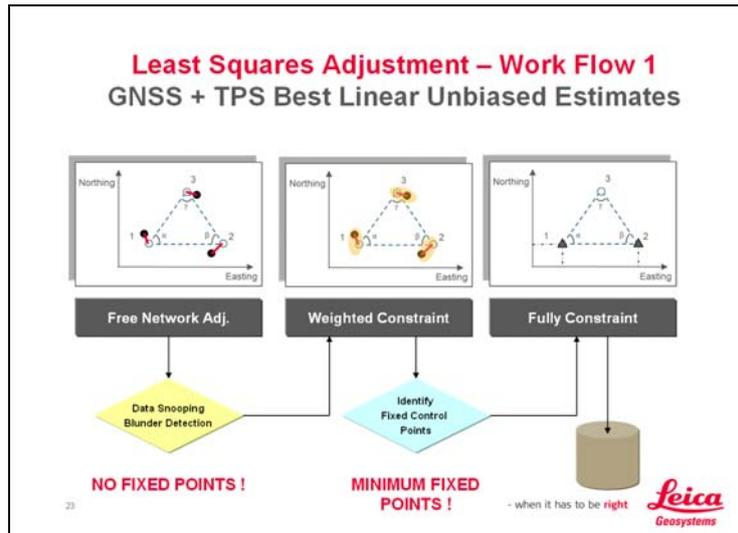 Least Squares Adjustment – Work Flow 1
GNSS + TPS Best Linear Unbiased Estimates
Northing
3
γ
1
α
β
2
Easting
Northing
3
γ
1
α
β
2
Easting
Northing
3
γ
1
α
β
2
Easting
Free Network Adj.
Weighted Constraint
Fully Constraint
Data Snooping
Blunder Detection
Identify
Fixed Control
Points
NO FIXED POINTS !
MINIMUM FIXED
POINTS !
23
- when it has to be right
Leica
Geosystems